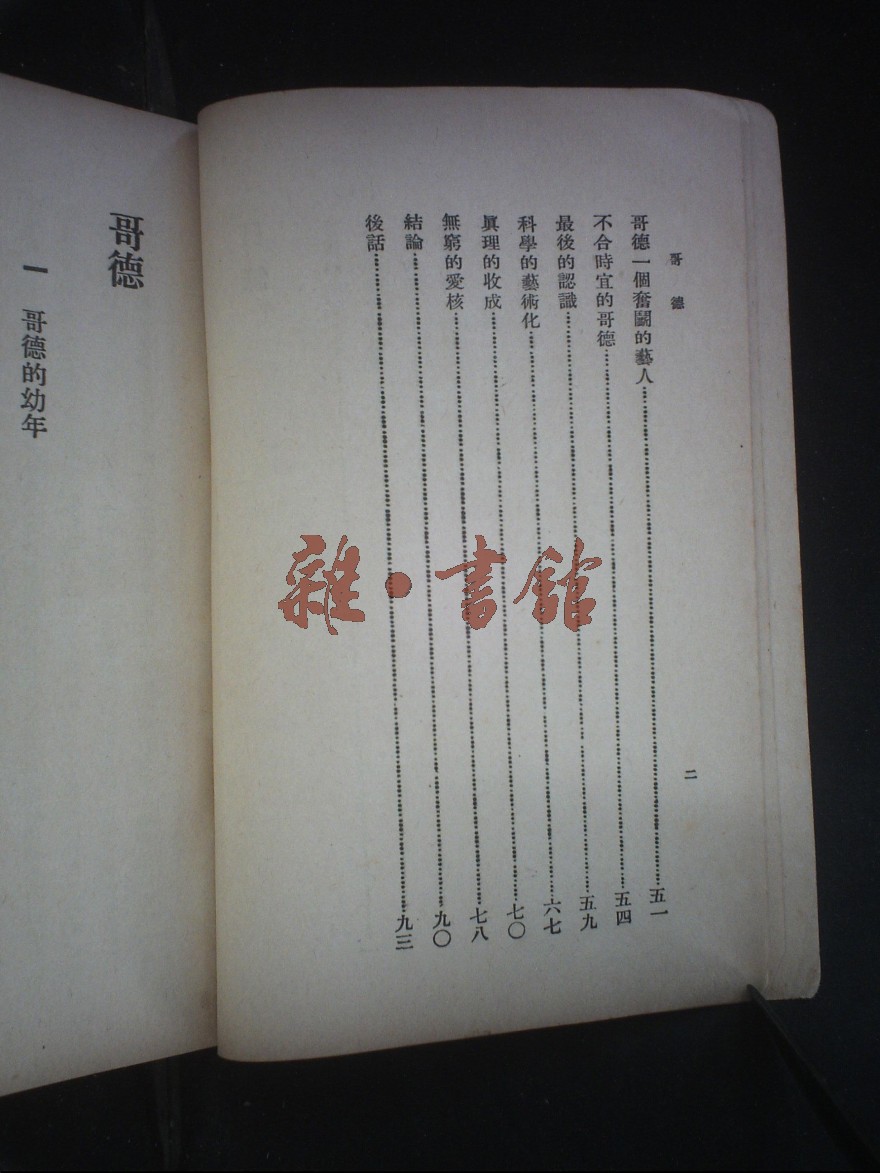 哥德
二
哥德一個奮鬪的藝人……五一
不合時宜的哥德……五四
最後的認識……五九
科學的藝術化……六七
眞理的收成……七〇
無窮的愛核……七八
結論……九〇
後話……九三
哥德
一　哥德的幼年
雜·書館